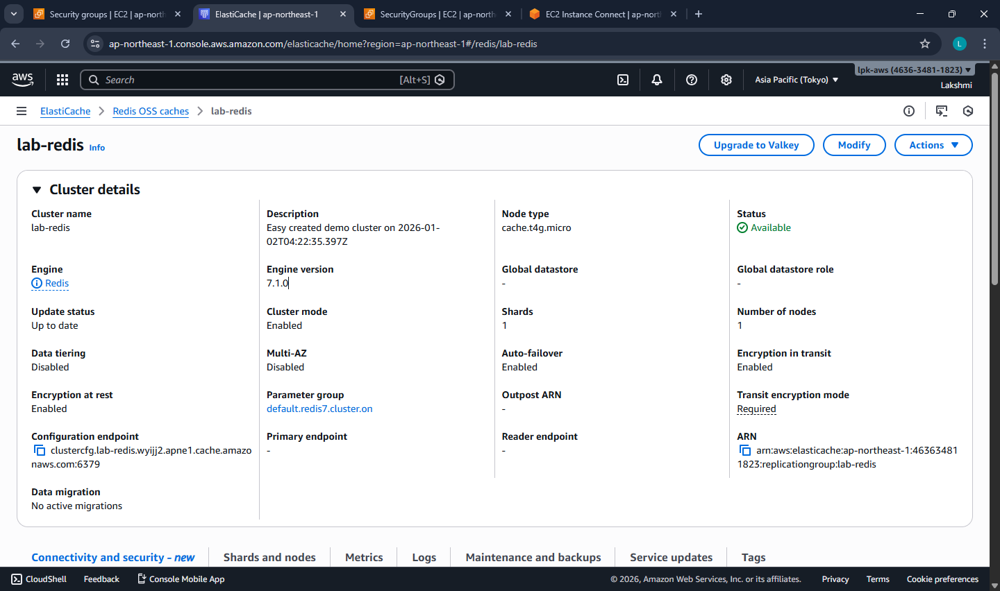 Security groups | EC2 | ap-north
ElastiCache | ap-northeast-1
SecurityGroups | EC2 | ap-north
EC2 Instance Connect | ap-nort
ap-northeast-1.console.aws.amazon.com/elasticache/home?region=ap-northeast-1#/redis/lab-redis
L
aws
Search
[Alt+S]
Asia Pacific (Tokyo)
lpk-aws (4636-3481-1823)
Lakshmi
ElastiCache
Redis OSS caches
lab-redis
lab-redis
Info
Upgrade to Valkey
Modify
Actions
Cluster details
Cluster name
lab-redis
Description
Easy created demo cluster on 2026-01-
02T04:22:35.397Z
Node type
cache.t4g.micro
Status
Available
Engine
Redis
Engine version
7.1.0
Global datastore
-
Global datastore role
-
Update status
Up to date
Cluster mode
Enabled
Shards
1
Number of nodes
1
Data tiering
Disabled
Multi-AZ
Disabled
Auto-failover
Enabled
Encryption in transit
Enabled
Encryption at rest
Enabled
Parameter group
default.redis7.cluster.on
Outpost ARN
-
Transit encryption mode
Required
Configuration endpoint
clustercfg.lab-redis.wyijj2.apne1.cache.amazo
naws.com:6379
Primary endpoint
-
Reader endpoint
-
ARN
arn:aws:elasticache:ap-northeast-1:46363481
1823:replicationgroup:lab-redis
Data migration
No active migrations
Connectivity and security - new
Shards and nodes
Metrics
Logs
Maintenance and backups
Service updates
Tags
CloudShell
Feedback
Console Mobile App
© 2026, Amazon Web Services, Inc. or its affiliates.
Privacy
Terms
Cookie preferences